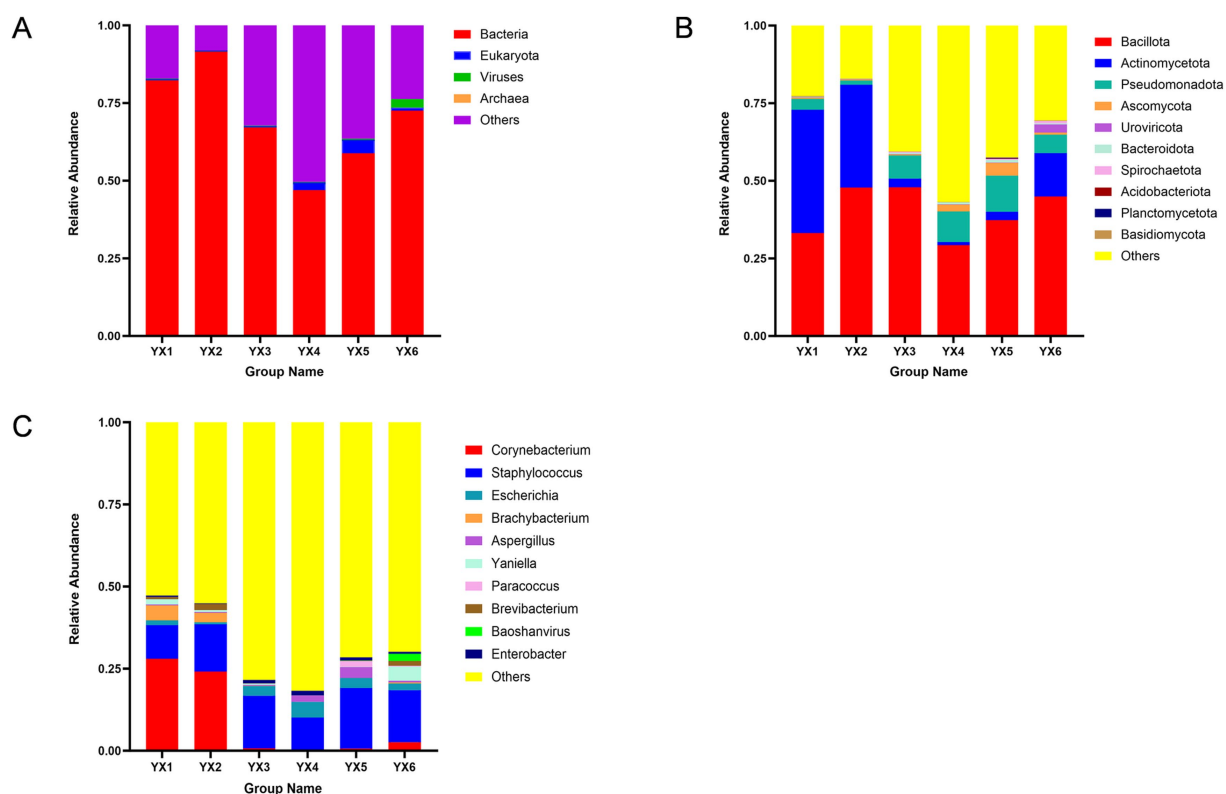 A
1.00
0.75
0.50
0.25
0.00
Relative Abundance
YX1 YX2 YX3 YX4 YX5 YX6
Group Name
Bacteria
Eukaryota
Viruses
Archaea
Others
B
1.00
0.75
0.50
0.25
0.00
Relative Abundance
YX1 YX2 YX3 YX4 YX5 YX6
Group Name
Bacillota
Actinomycetota
Pseudomonadota
Ascomycota
Uroviricota
Bacteroidota
Spirochaetota
Acidobacteriota
Planctomycetota
Basidiomycota
Others
C
1.00
0.75
0.50
0.25
0.00
Relative Abundance
YX1 YX2 YX3 YX4 YX5 YX6
Group Name
Corynebacterium
Staphylococcus
Escherichia
Brachybacterium
Aspergillus
Yaniella
Paracoccus
Brevibacterium
Baoshanvirus
Enterobacter
Others